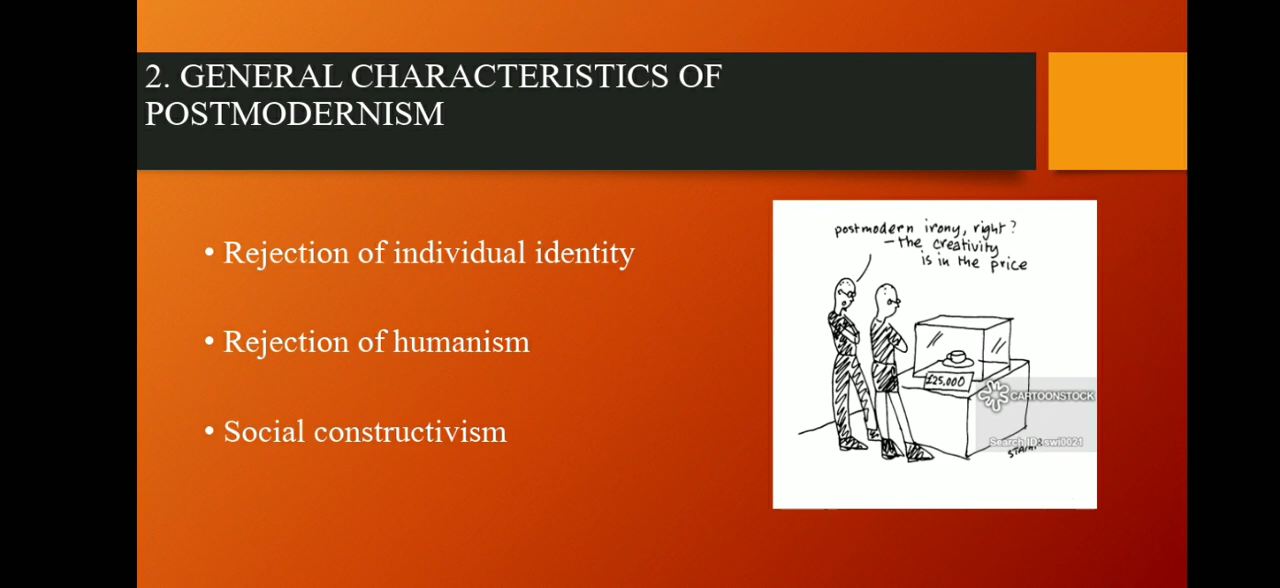 2. GENERAL CHARACTERISTICS OF
POSTMODERNISM
• Rejection of individual identity
• Rejection of humanism
• Social constructivism
postmodern irony, right?
– the creativity
is in the price
£25,000
CARTOONSTOCK
Search ID: swi0021